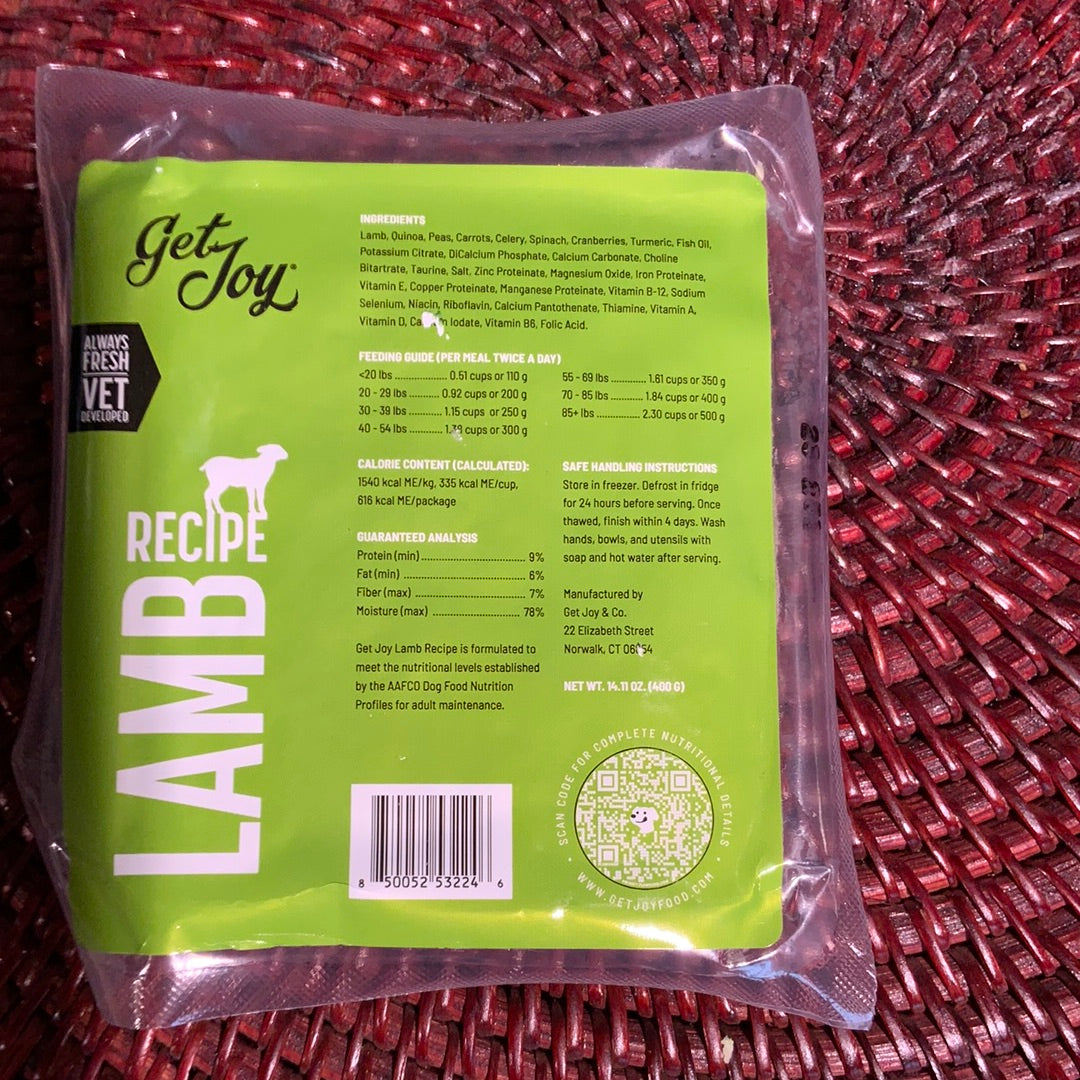 Get Joy
ALWAYS
FRESH
VET
DEVELOPED
RECIPE
LAMB
INGREDIENTS
Lamb, Quinoa, Peas, Carrots, Celery, Spinach, Cranberries, Turmeric, Fish Oil,
Potassium Citrate, DiCalcium Phosphate, Calcium Carbonate, Choline
Bitartrate, Taurine, Salt, Zinc Proteinate, Magnesium Oxide, Iron Proteinate,
Vitamin E, Copper Proteinate, Manganese Proteinate, Vitamin B-12, Sodium
Selenium, Niacin, Riboflavin, Calcium Pantothenate, Thiamine, Vitamin A,
Vitamin D, Iodate, Vitamin B6, Folic Acid.
FEEDING GUIDE (PER MEAL TWICE A DAY)
<20 lbs ................. 0.51 cups or 110 g
20 - 29 lbs .......... 0.92 cups or 200 g
30 - 39 lbs ........... 1.15 cups or 250 g
40 - 54 lbs ........... cups or 300 g
55 - 69 lbs ............ 1.61 cups or 350 g
70 - 85 lbs ........... 1.84 cups or 400 g
85+ lbs ................ 2.30 cups or 500 g
CALORIE CONTENT (CALCULATED):
1540 kcal ME/kg, 335 kcal ME/cup,
616 kcal ME/package
GUARANTEED ANALYSIS
Protein (min) .............................. 9%
Fat (min) .................................... 6%
Fiber (max) ................................ 7%
Moisture (max) ......................... 78%
Get Joy Lamb Recipe is formulated to
meet the nutritional levels established
by the AAFCO Dog Food Nutrition
Profiles for adult maintenance.
SAFE HANDLING INSTRUCTIONS
Store in freezer. Defrost in fridge
for 24 hours before serving. Once
thawed, finish within 4 days. Wash
hands, bowls, and utensils with
soap and hot water after serving.
Manufactured by
Get Joy & Co.
22 Elizabeth Street
Norwalk, CT
NET WT. 14.11 OZ. (400 G)
SCAN CODE FOR COMPLETE NUTRITIONAL DETAILS
WWW.GETJOYFOOD.COM
8 50052 53224 6